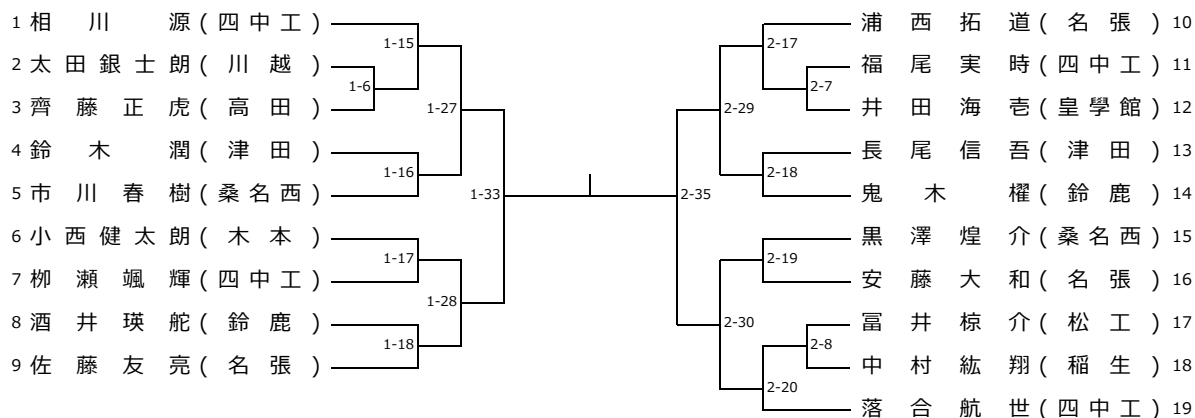 1 相川源(四中工)
2 太田銀士朗(川越)
3 齊藤正虎(高田)
4 鈴木潤(津田)
5 市川春樹(桑名西)
6 小西健太朗(木本)
7 栁瀬颯輝(四中工)
8 酒井瑛舵(鈴鹿)
9 佐藤友亮(名張)
1-15
1-6
1-27
1-16
1-33
1-17
1-28
1-18
2-17
2-7
2-29
2-18
2-35
2-19
2-30
2-8
2-20
浦西拓道(名張) 10
福尾実時(四中工) 11
井田海壱(皇學館) 12
長尾信吾(津田) 13
鬼木櫂(鈴鹿) 14
黒澤煌介(桑名西) 15
安藤大和(名張) 16
冨井椋介(松工) 17
中村紘翔(稲生) 18
落合航世(四中工) 19